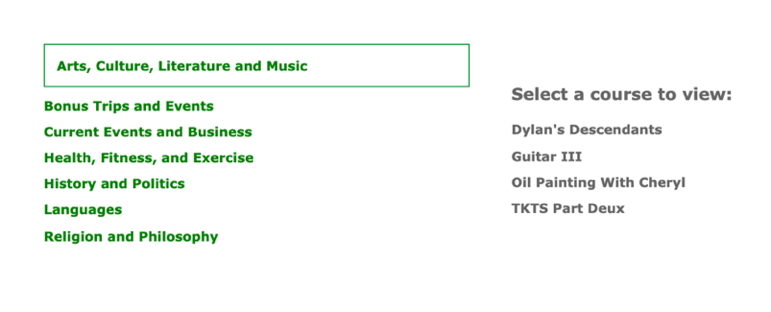 Arts, Culture, Literature and Music
Bonus Trips and Events
Current Events and Business
Health, Fitness, and Exercise
History and Politics
Languages
Religion and Philosophy
Select a course to view:
Dylan's Descendants
Guitar III
Oil Painting With Cheryl
TKTS Part Deux